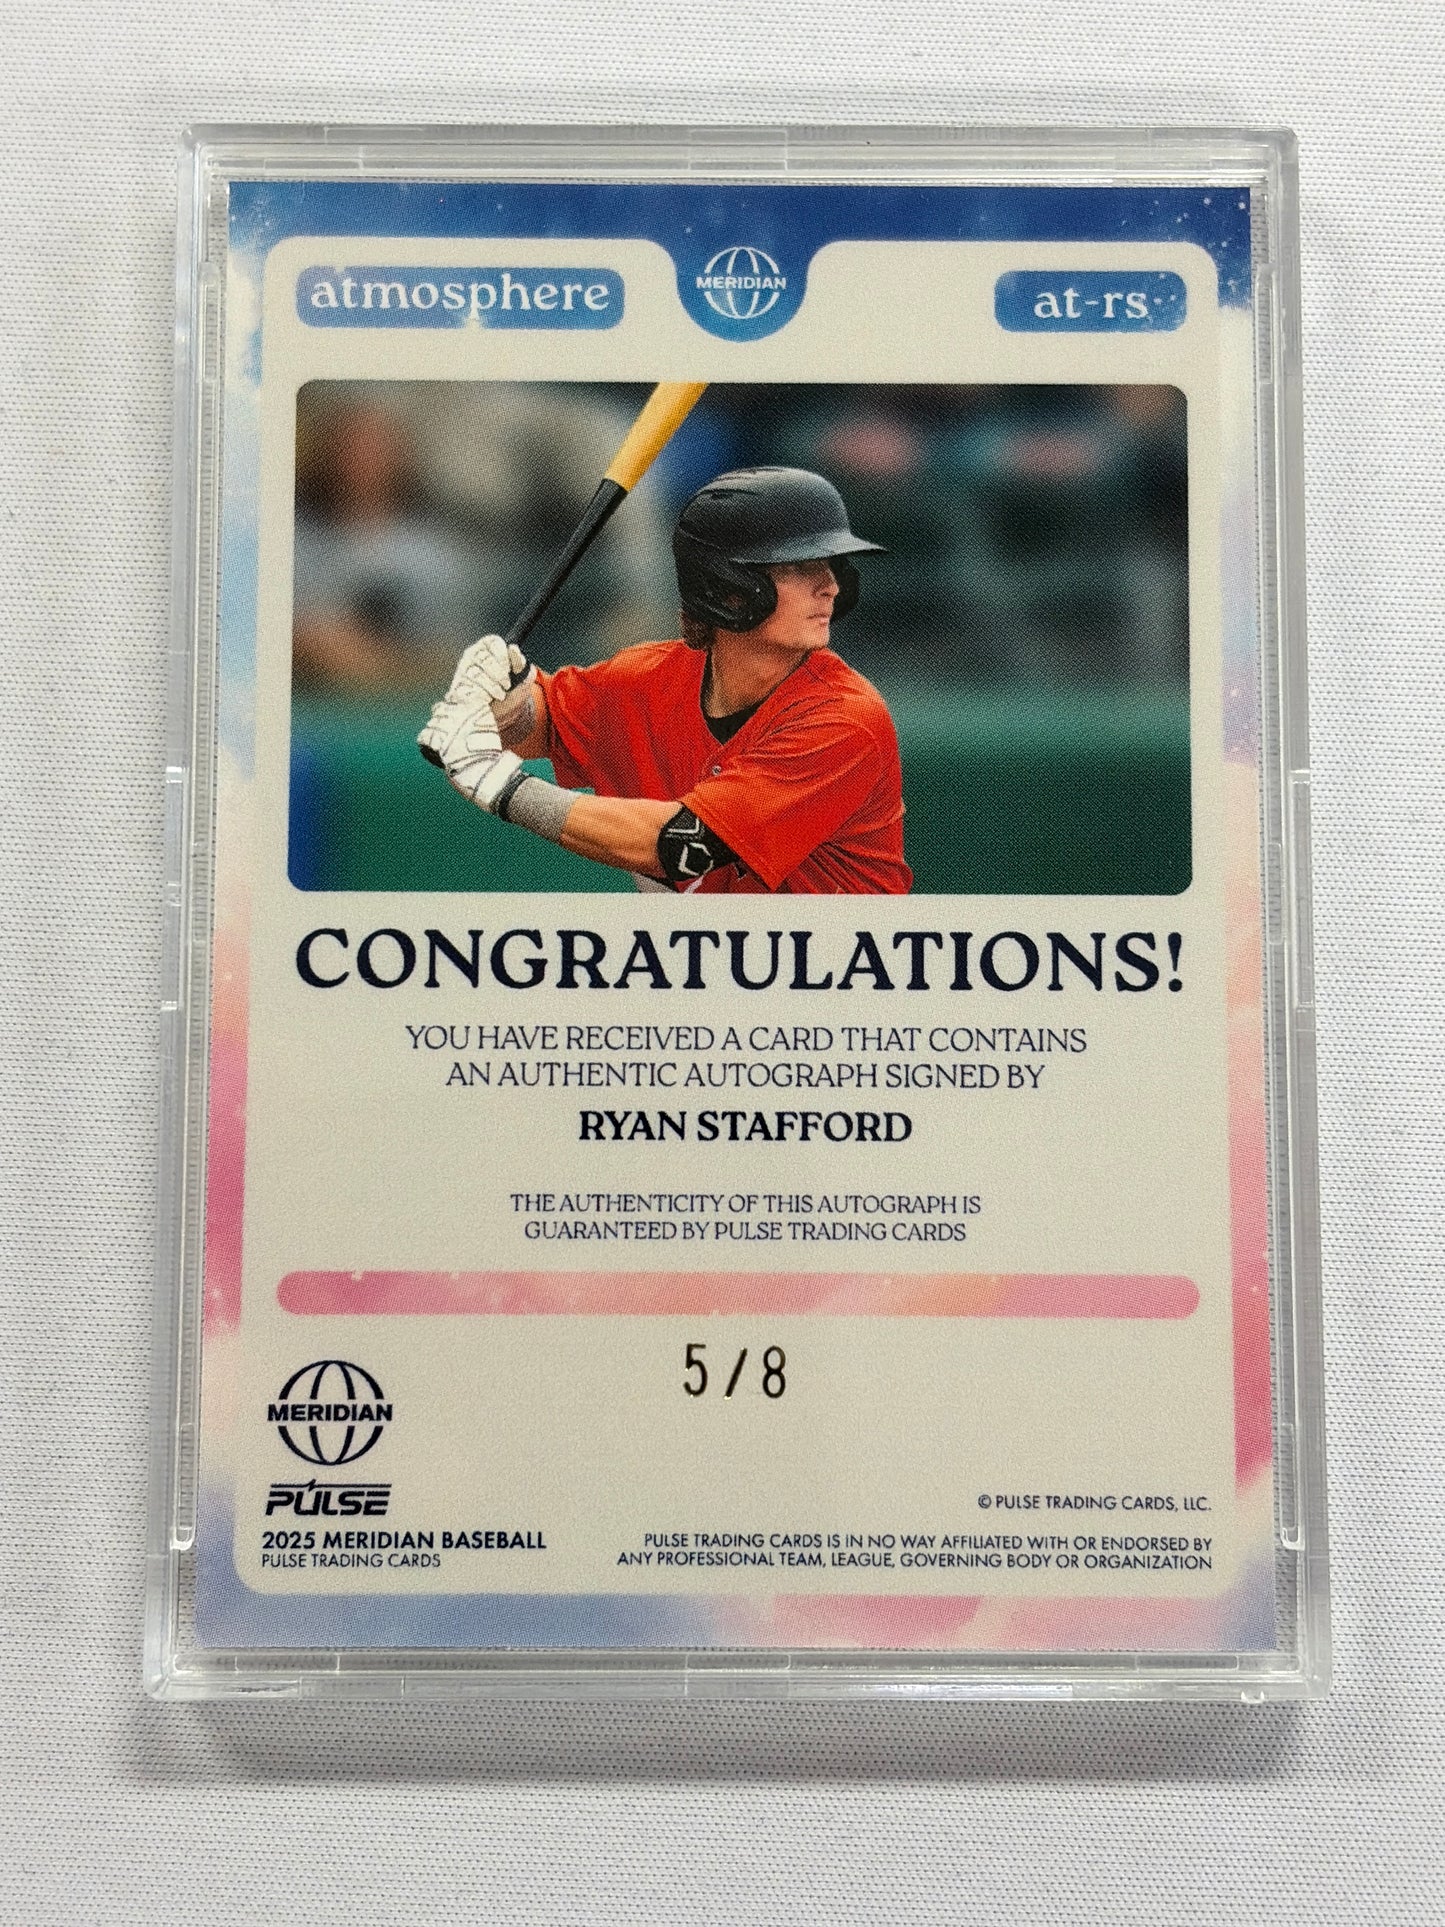 atmosphere
MERIDIAN
at-rs
CONGRATULATIONS!
YOU HAVE RECEIVED A CARD THAT CONTAINS
AN AUTHENTIC AUTOGRAPH SIGNED BY
RYAN STAFFORD
THE AUTHENTICITY OF THIS AUTOGRAPH IS
GUARANTEED BY PULSE TRADING CARDS
5/8
MERIDIAN
PULSE
2025 MERIDIAN BASEBALL
PULSE TRADING CARDS
© PULSE TRADING CARDS, LLC.
PULSE TRADING CARDS IS IN NO WAY AFFILIATED WITH OR ENDORSED BY
ANY PROFESSIONAL TEAM, LEAGUE, GOVERNING BODY OR ORGANIZATION